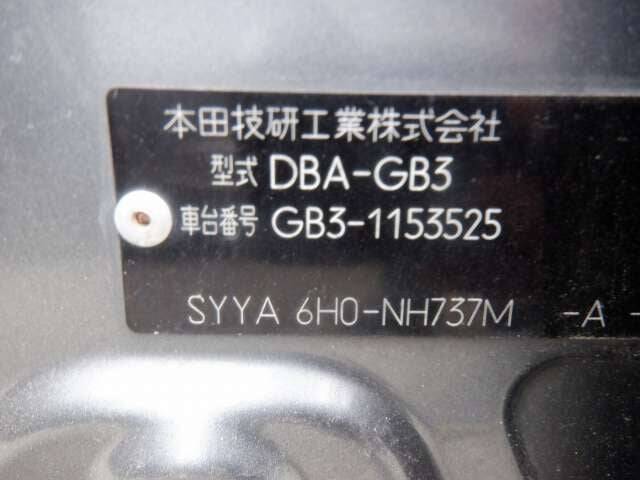 本田技研工業株式会社
型式 DBA-GB3
車台番号 GB3-1153525
SYYA 6H0-NH737M -A -